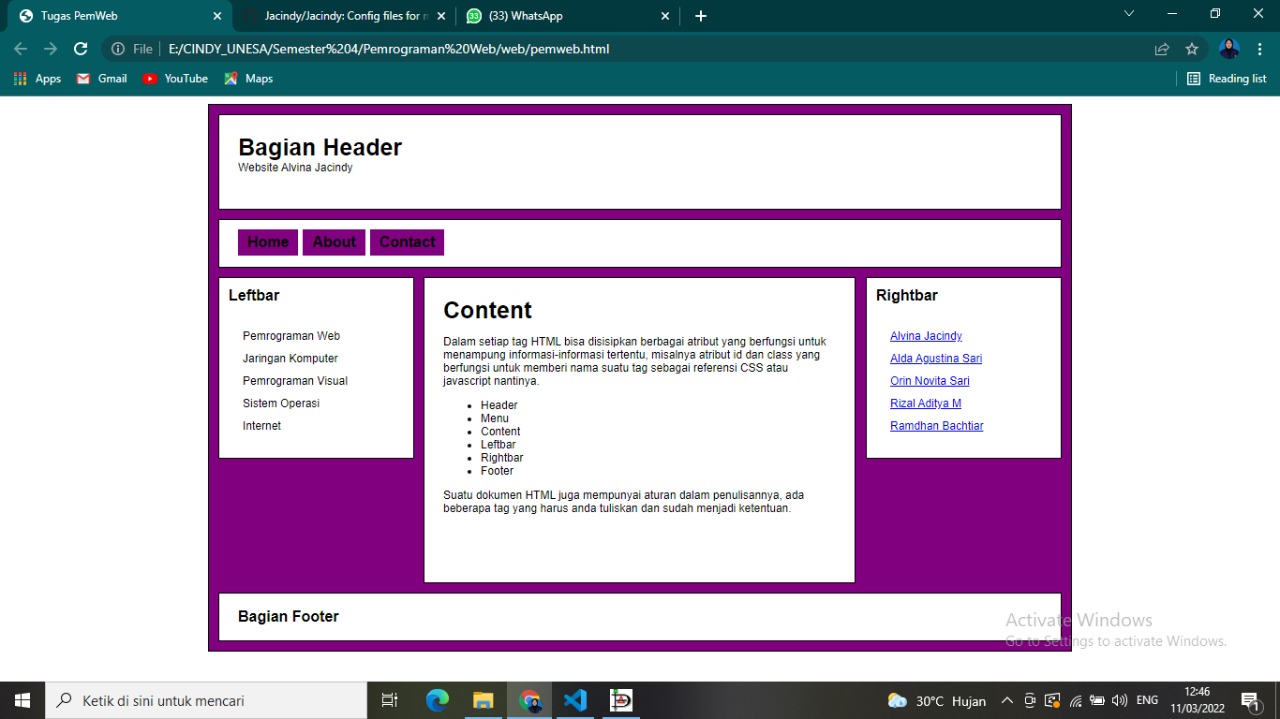 Tugas PemWeb
Jacindy/Jacindy: Config files for
(33) WhatsApp
File
E:/CINDY_UNESA/Semester%204/Pemrograman%20Web/web/pemweb.html
Apps
Gmail
YouTube
Maps
Reading list
Bagian Header
Website Alvina Jacindy
Home
About
Contact
Leftbar
Pemrograman Web
Jaringan Komputer
Pemrograman Visual
Sistem Operasi
Internet
Content
Dalam setiap tag HTML bisa disisipkan berbagai atribut yang berfungsi untuk
menampung informasi-informasi tertentu, misalnya atribut id dan class yang
berfungsi untuk memberi nama suatu tag sebagai referensi CSS atau
javascript nantinya.
Header
Menu
Content
Leftbar
Rightbar
Footer
Suatu dokumen HTML juga mempunyai aturan dalam penulisannya, ada
beberapa tag yang harus anda tuliskan dan sudah menjadi ketentuan.
Rightbar
Alvina Jacindy
Alda Agustina Sari
Orin Novita Sari
Rizal Aditya M
Ramdhan Bachtiar
Bagian Footer
Activate Windows
Go to Settings to activate Windows.
Ketik di sini untuk mencari
30°C Hujan
ENG
12:46
11/03/2022
1